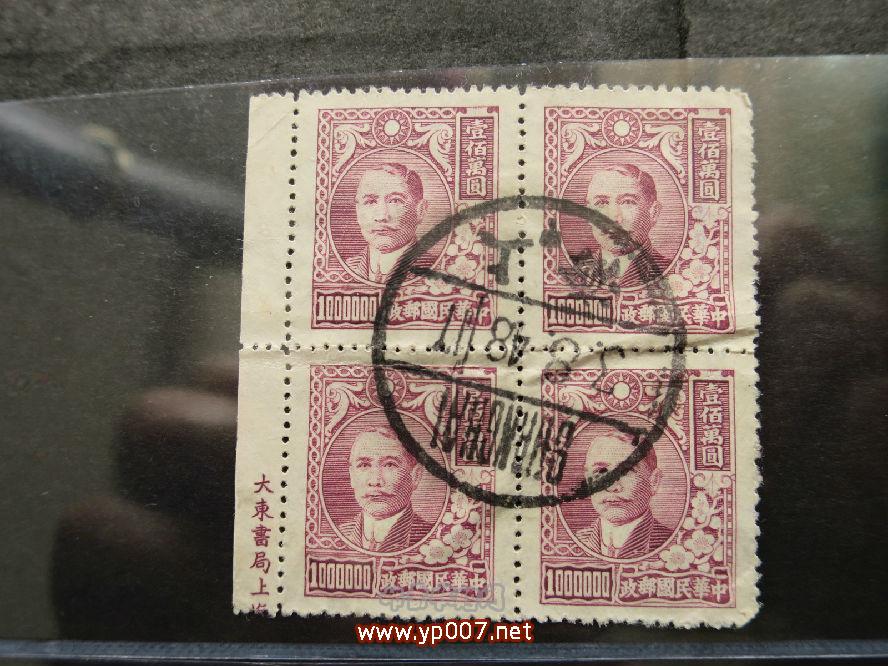 壹佰萬圓
1000000
政郵國民華中
壹佰萬圓
1000000
政郵國民華中
上
48
SHANGHAI
壹佰萬圓
1000000
政郵國民華中
壹佰萬圓
1000000
政郵國民華中
大東書局上海
www.yp007.net